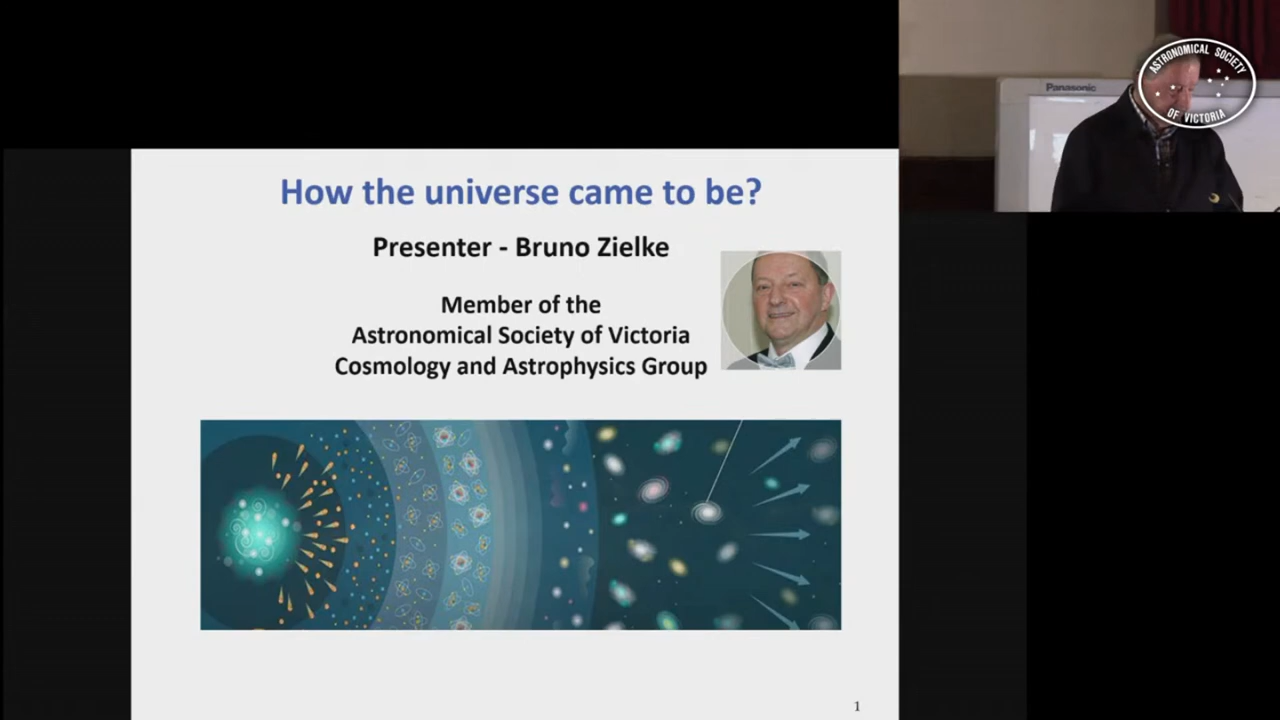 How the universe came to be?
Presenter - Bruno Zielke
Member of the
Astronomical Society of Victoria
Cosmology and Astrophysics Group
1
Panasonic
ASTRONOMICAL SOCIETY
OF VICTORIA